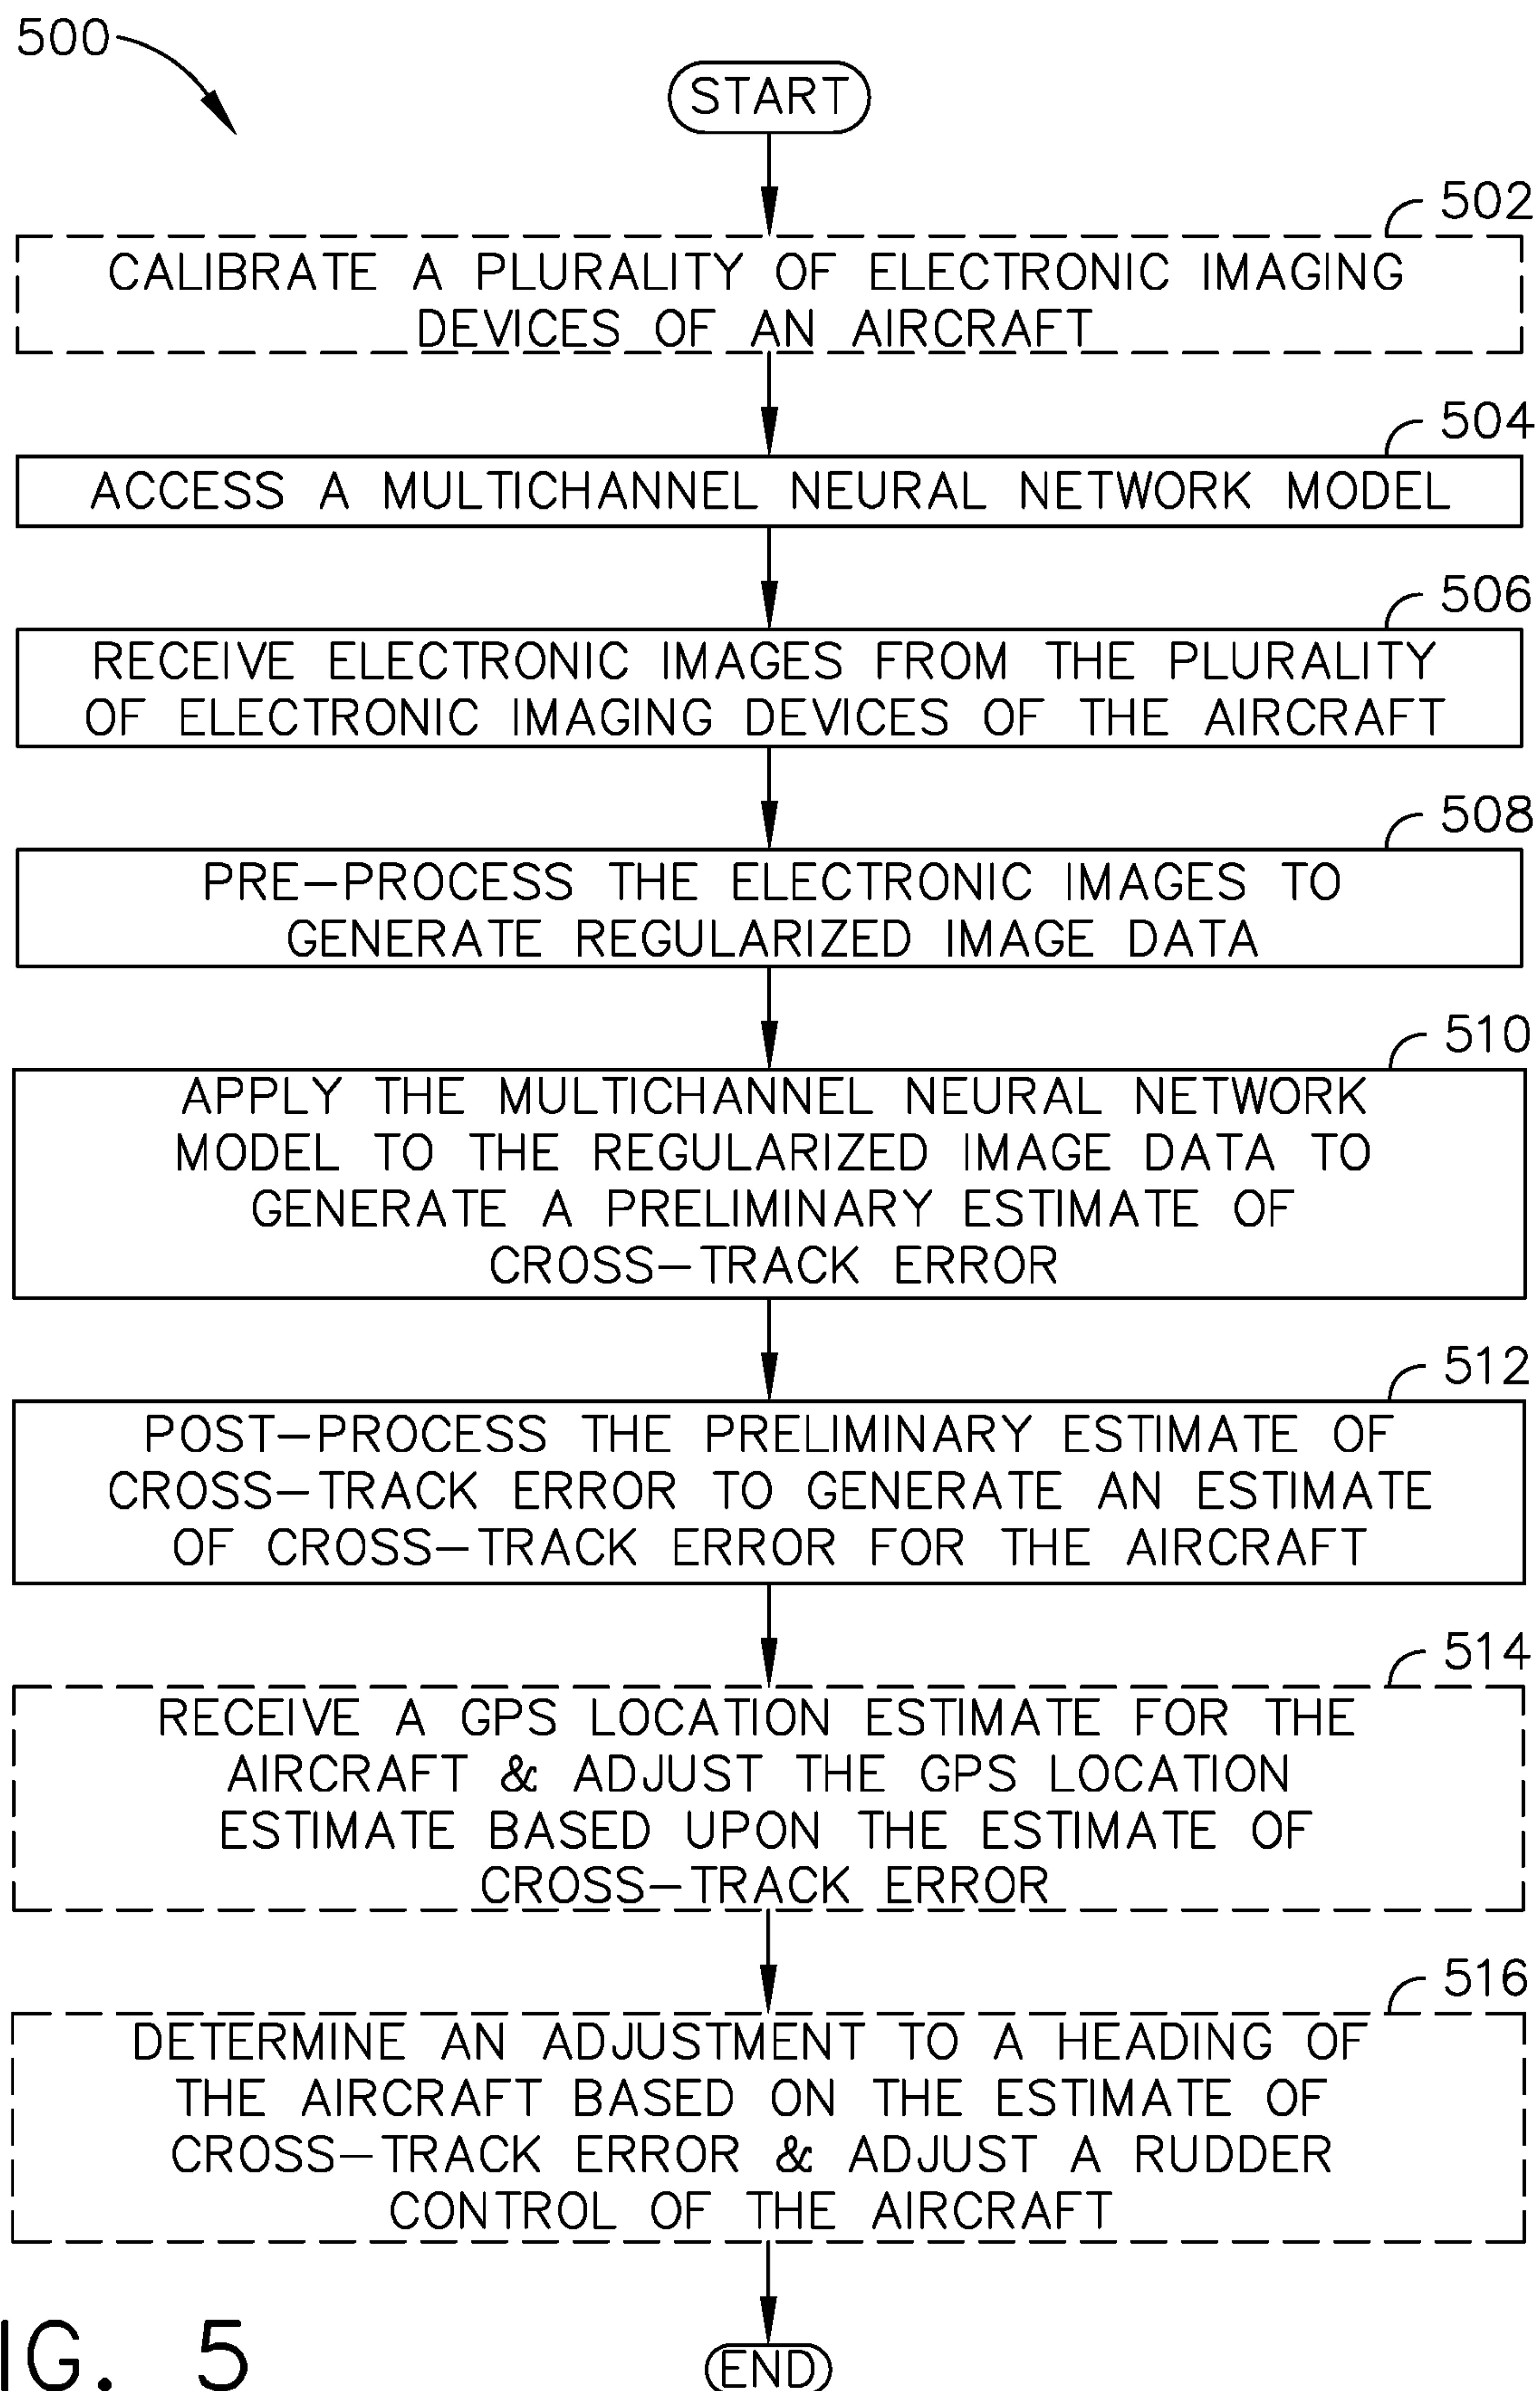 500
START
502
CALIBRATE A PLURALITY OF ELECTRONIC IMAGING
DEVICES OF AN AIRCRAFT
504
ACCESS A MULTICHANNEL NEURAL NETWORK MODEL
506
RECEIVE ELECTRONIC IMAGES FROM THE PLURALITY
OF ELECTRONIC IMAGING DEVICES OF THE AIRCRAFT
508
PRE-PROCESS THE ELECTRONIC IMAGES TO
GENERATE REGULARIZED IMAGE DATA
510
APPLY THE MULTICHANNEL NEURAL NETWORK
MODEL TO THE REGULARIZED IMAGE DATA TO
GENERATE A PRELIMINARY ESTIMATE OF
CROSS-TRACK ERROR
512
POST-PROCESS THE PRELIMINARY ESTIMATE OF
CROSS-TRACK ERROR TO GENERATE AN ESTIMATE
OF CROSS-TRACK ERROR FOR THE AIRCRAFT
514
RECEIVE A GPS LOCATION ESTIMATE FOR THE
AIRCRAFT & ADJUST THE GPS LOCATION
ESTIMATE BASED UPON THE ESTIMATE OF
CROSS-TRACK ERROR
516
DETERMINE AN ADJUSTMENT TO A HEADING OF
THE AIRCRAFT BASED ON THE ESTIMATE OF
CROSS-TRACK ERROR & ADJUST A RUDDER
CONTROL OF THE AIRCRAFT
IG. 5
END